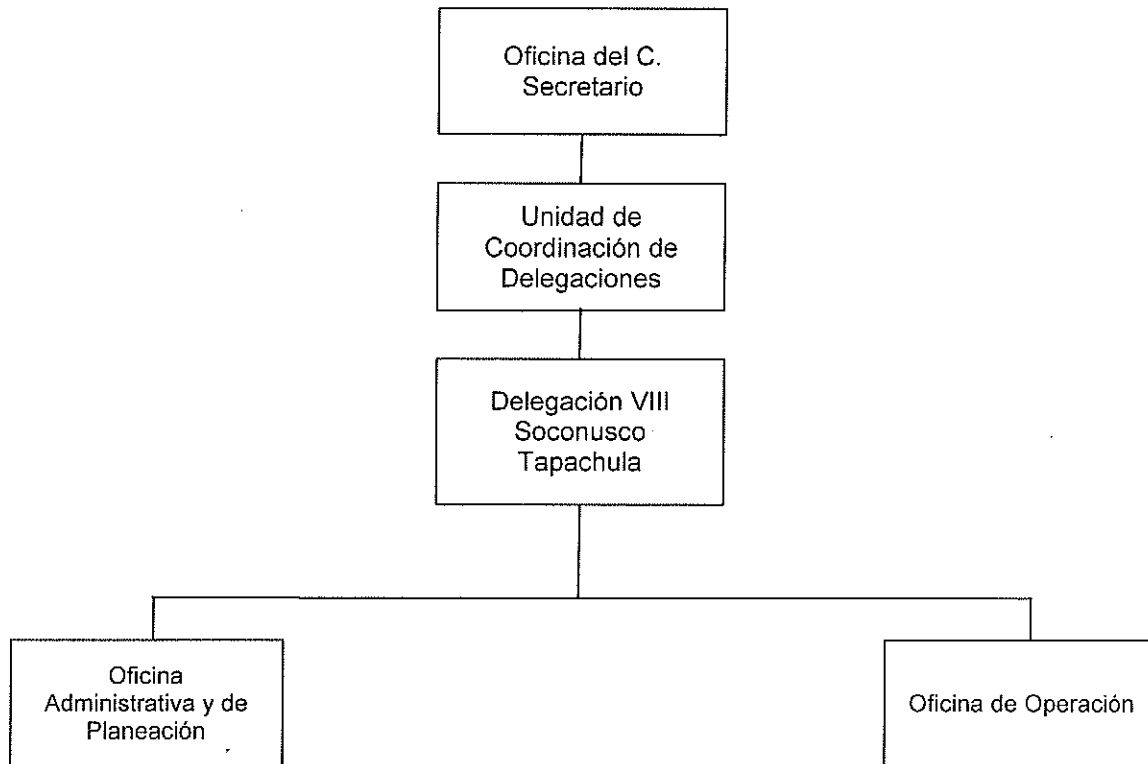 Oficina del C.
Secretario
Unidad de
Coordinación de
Delegaciones
Delegación VIII
Soconusco
Tapachula
Oficina
Administrativa y de
Planeación
Oficina de Operación